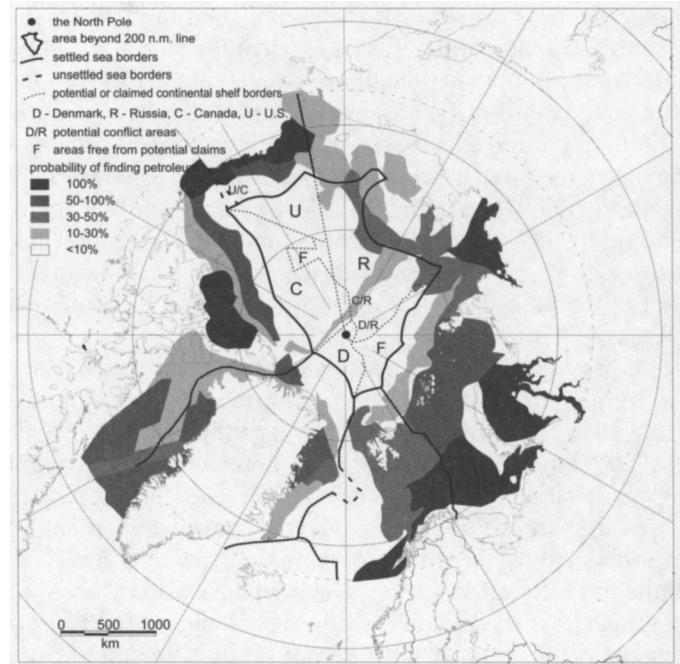 the North Pole
area beyond 200 n.m. line
settled sea borders
unsettled sea borders
potential or claimed continental shelf borders
D - Denmark, R - Russia, C - Canada, U - U.S.
D/R potential conflict areas
F areas free from potential claims
probability of finding petroleum
100%
50-100%
30-50%
10-30%
<10%
U/C
U
F
R
C
C/R
D/R
D
F
0 500 1000
km